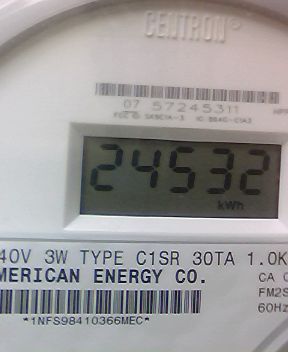 CENTRON®
07 57245311
24532
kWh
40V 3W TYPE C1SR 30TA 1.0K
MERICAN ENERGY CO.
CA
FM2S
60Hz
*1NFS98410366MEC*